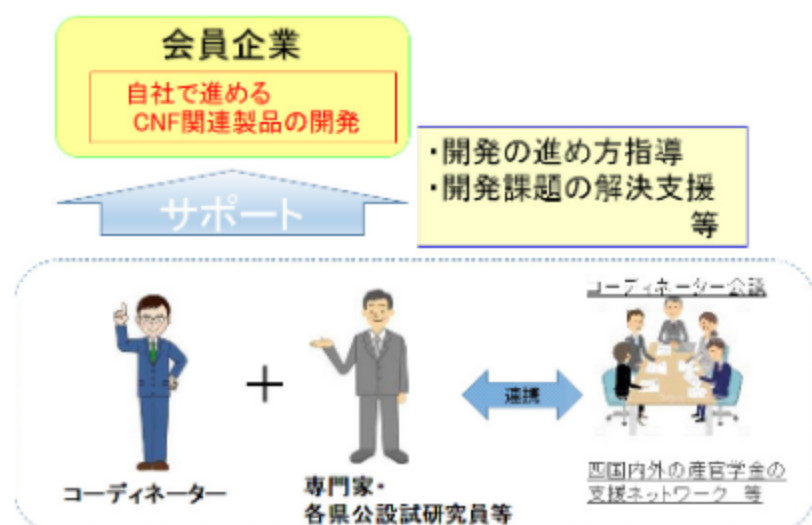 会員企業
自社で進める
CNF関連製品の開発
・開発の進め方指導
・開発課題の解決支援
等
サポート
コーディネーター会議
＋
連携
コーディネーター
専門家・
各県公設試研究員等
四国内外の産官学金の
支援ネットワーク 等